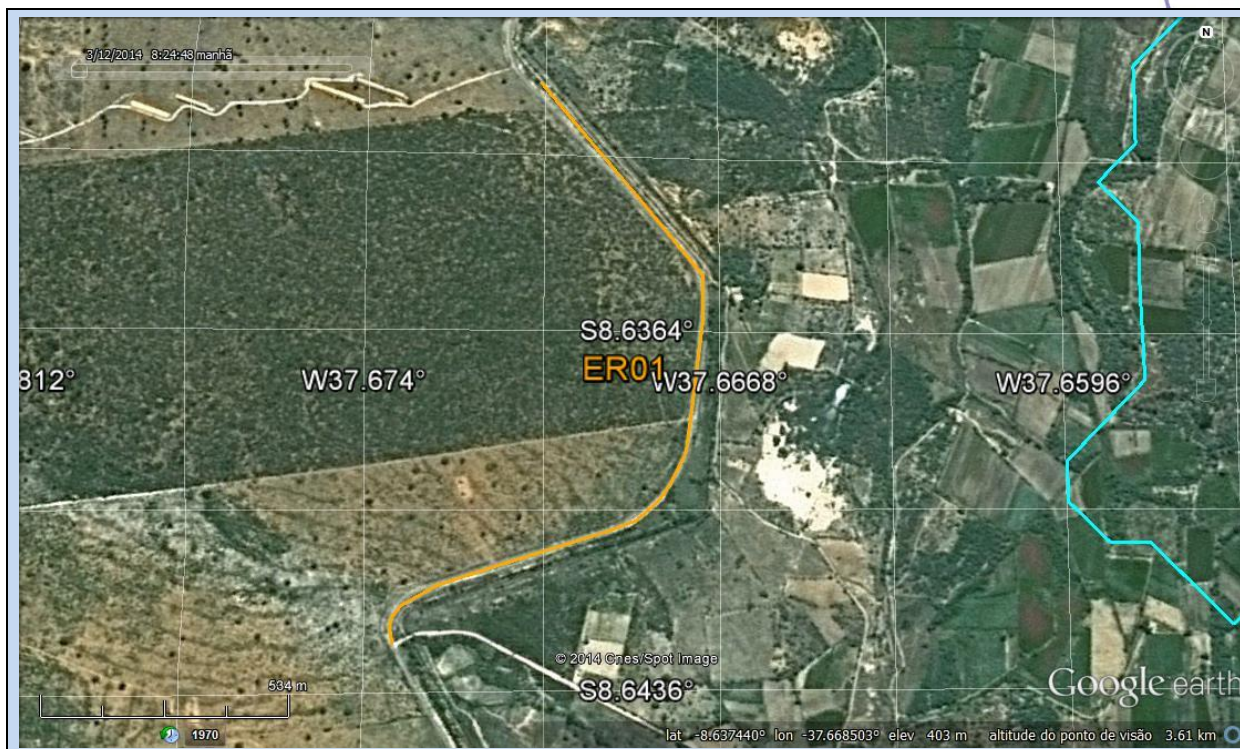 3/12/2014 8:24:48 manhã
S8.6364°
ER01
812°
W37.674°
W37.6668°
W37.6596°
© 2014 Cnes/Spot Image
534 m
S8.6436°
Google earth
1970
lat -8.637440° lon -37.668503° elev 403 m altitude do ponto de visão 3.61 km
N